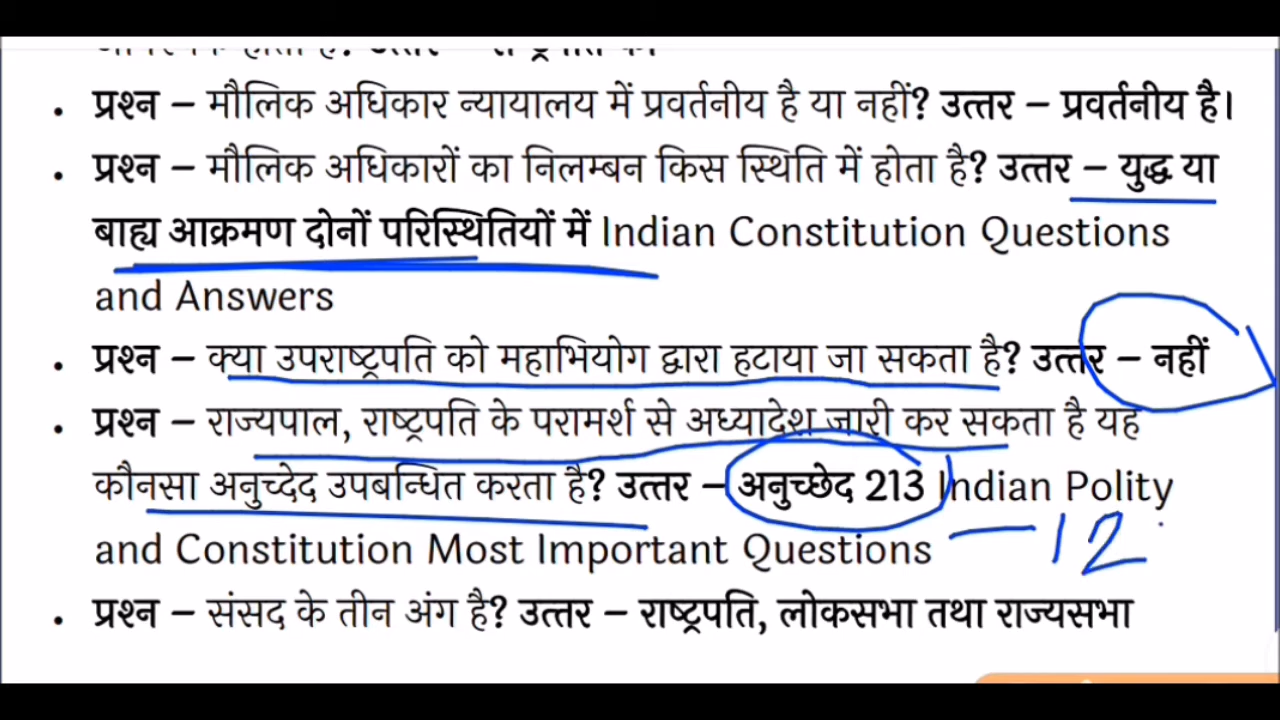 प्रश्न – मौलिक अधिकार न्यायालय में प्रवर्तनीय है या नहीं? उत्तर – प्रवर्तनीय है।
प्रश्न – मौलिक अधिकारों का निलम्बन किस स्थिति में होता है? उत्तर – युद्ध या
बाह्य आक्रमण दोनों परिस्थितियों में Indian Constitution Questions
and Answers
प्रश्न – क्या उपराष्ट्रपति को महाभियोग द्वारा हटाया जा सकता है? उत्तर – नहीं
प्रश्न – राज्यपाल, राष्ट्रपति के परामर्श से अध्यादेश जारी कर सकता है यह
कौनसा अनुच्देद उपबन्धित करता है? उत्तर – अनुच्छेद 213 Indian Polity
and Constitution Most Important Questions
12
प्रश्न – संसद के तीन अंग है? उत्तर – राष्ट्रपति, लोकसभा तथा राज्यसभा